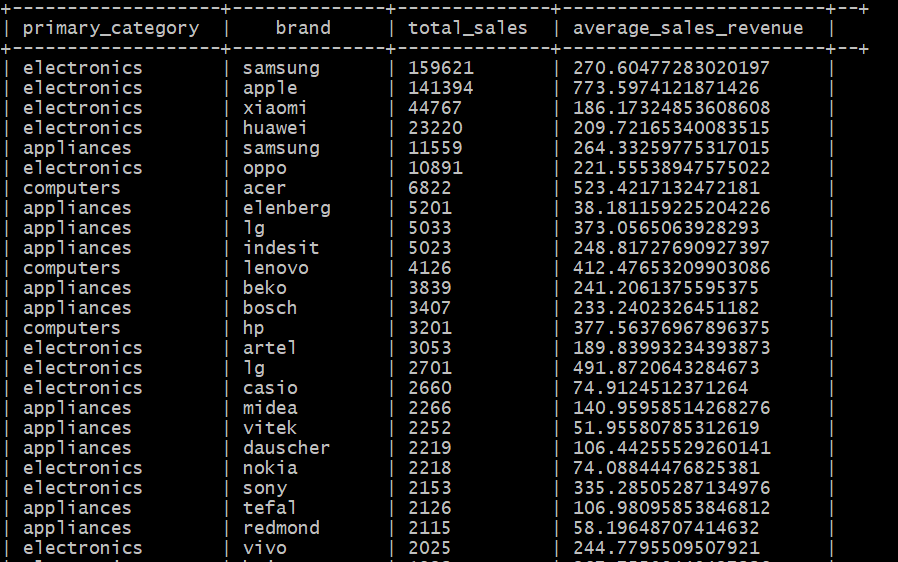 +-------------------+--------------+--------------+------------------------+--+
| primary_category | brand | total_sales | average_sales_revenue |
+-------------------+--------------+--------------+------------------------+--+
| electronics | samsung | 159621 | 270.60477283020197 |
| electronics | apple | 141394 | 773.5974121871426 |
| electronics | xiaomi | 44767 | 186.17324853608608 |
| electronics | huawei | 23220 | 209.72165340083515 |
| appliances | samsung | 11559 | 264.33259775317015 |
| electronics | oppo | 10891 | 221.55538947575022 |
| computers | acer | 6822 | 523.4217132472181 |
| appliances | elenberg | 5201 | 38.181159225204226 |
| appliances | lg | 5033 | 373.0565063928293 |
| appliances | indesit | 5023 | 248.81727690927397 |
| computers | lenovo | 4126 | 412.47653209903086 |
| appliances | beko | 3839 | 241.2061375595375 |
| appliances | bosch | 3407 | 233.2402326451182 |
| computers | hp | 3201 | 377.56376967896375 |
| electronics | artel | 3053 | 189.83993234393873 |
| electronics | lg | 2701 | 491.8720643284673 |
| electronics | casio | 2660 | 74.9124512371264 |
| appliances | midea | 2266 | 140.95958514268276 |
| appliances | vitek | 2252 | 51.95580785312619 |
| appliances | dauscher | 2219 | 106.44255529260141 |
| electronics | nokia | 2218 | 74.08844476825381 |
| electronics | sony | 2153 | 335.28505287134976 |
| appliances | tefal | 2126 | 106.98095853846812 |
| appliances | redmond | 2115 | 58.19648707414632 |
| electronics | vivo | 2025 | 244.7795509507921 |